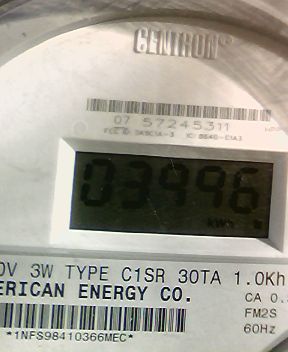 CENTRON®
07 57245311
03996
kWh
0V 3W TYPE C1SR 30TA 1.0Kh
ERICAN ENERGY CO.
CA 0.
FM2S
*1NFS98410366MEC*
60Hz